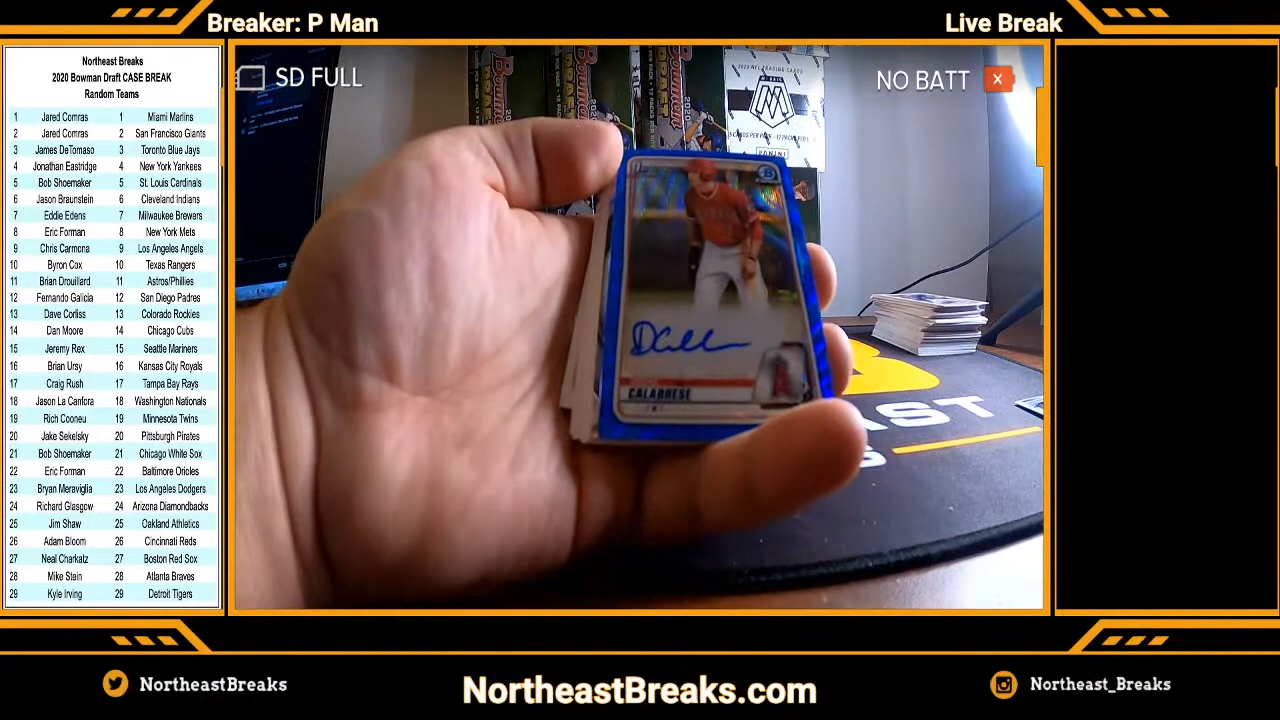 Breaker: P Man
Live Break
Northeast Breaks
2020 Bowman Draft CASE BREAK
Random Teams
1 Jared Comras 1 Miami Marlins
2 Jared Comras 2 San Francisco Giants
3 James DeTomaso 3 Toronto Blue Jays
4 Jonathan Eastridge 4 New York Yankees
5 Bob Shoemaker 5 St. Louis Cardinals
6 Jason Braunstein 6 Cleveland Indians
7 Eddie Edens 7 Milwaukee Brewers
8 Eric Forman 8 New York Mets
9 Chris Carmona 9 Los Angeles Angels
10 Byron Cox 10 Texas Rangers
11 Brian Drouillard 11 Astros/Phillies
12 Fernando Galicia 12 San Diego Padres
13 Dave Corliss 13 Colorado Rockies
14 Dan Moore 14 Chicago Cubs
15 Jeremy Rex 15 Seattle Mariners
16 Brian Ursy 16 Kansas City Royals
17 Craig Rush 17 Tampa Bay Rays
18 Jason La Canfora 18 Washington Nationals
19 Rich Cooneu 19 Minnesota Twins
20 Jake Sekelsky 20 Pittsburgh Pirates
21 Bob Shoemaker 21 Chicago White Sox
22 Eric Forman 22 Baltimore Orioles
23 Bryan Meraviglia 23 Los Angeles Dodgers
24 Richard Glasgow 24 Arizona Diamondbacks
25 Jim Shaw 25 Oakland Athletics
26 Adam Bloom 26 Cincinnati Reds
27 Neal Charkatz 27 Boston Red Sox
28 Mike Stein 28 Atlanta Braves
29 Kyle Irving 29 Detroit Tigers
SD FULL
NO BATT
Bowman
Bowman
Bowman
MOSAIC
PANINI
CALABRESE
AST
S
NortheastBreaks
NortheastBreaks.com
Northeast_Breaks